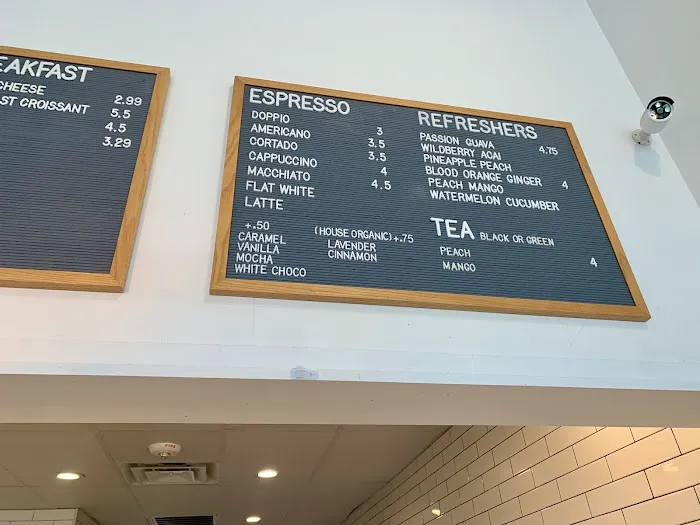 EAKFAST
CHEESE 2.99
ST CROISSANT 5.5
4.5
3.29
ESPRESSO
DOPPIO 3
AMERICANO 3.5
CORTADO 3.5
CAPPUCCINO 4
MACCHIATO 4.5
FLAT WHITE
LATTE
+.50
CARAMEL
VANILLA
MOCHA
WHITE CHOCO
(HOUSE ORGANIC)+.75
LAVENDER
CINNAMON
REFRESHERS
PASSION GUAVA 4.75
WILDBERRY ACAI
PINEAPPLE PEACH
BLOOD ORANGE GINGER 4
PEACH MANGO
WATERMELON CUCUMBER
TEA BLACK OR GREEN
PEACH 4
MANGO